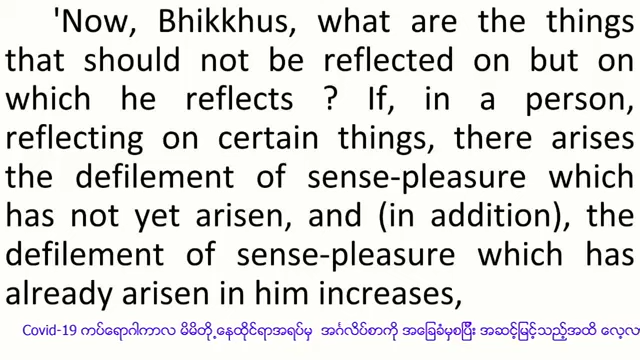 'Now, Bhikkhus, what are the things
that should not be reflected on but on
which he reflects ? If, in a person,
reflecting on certain things, there arises
the defilement of sense-pleasure which
has not yet arisen, and (in addition), the
defilement of sense-pleasure which has
already arisen in him increases,
Covid-19 ကပ်ရောဂါကာလ မိမိတို့နေထိုင်ရာအရပ်မှ အင်္ဂလိပ်စာကို အခြေခံမှစပြီး အဆင့်မြင့်သည့်အထိ လေ့လာ